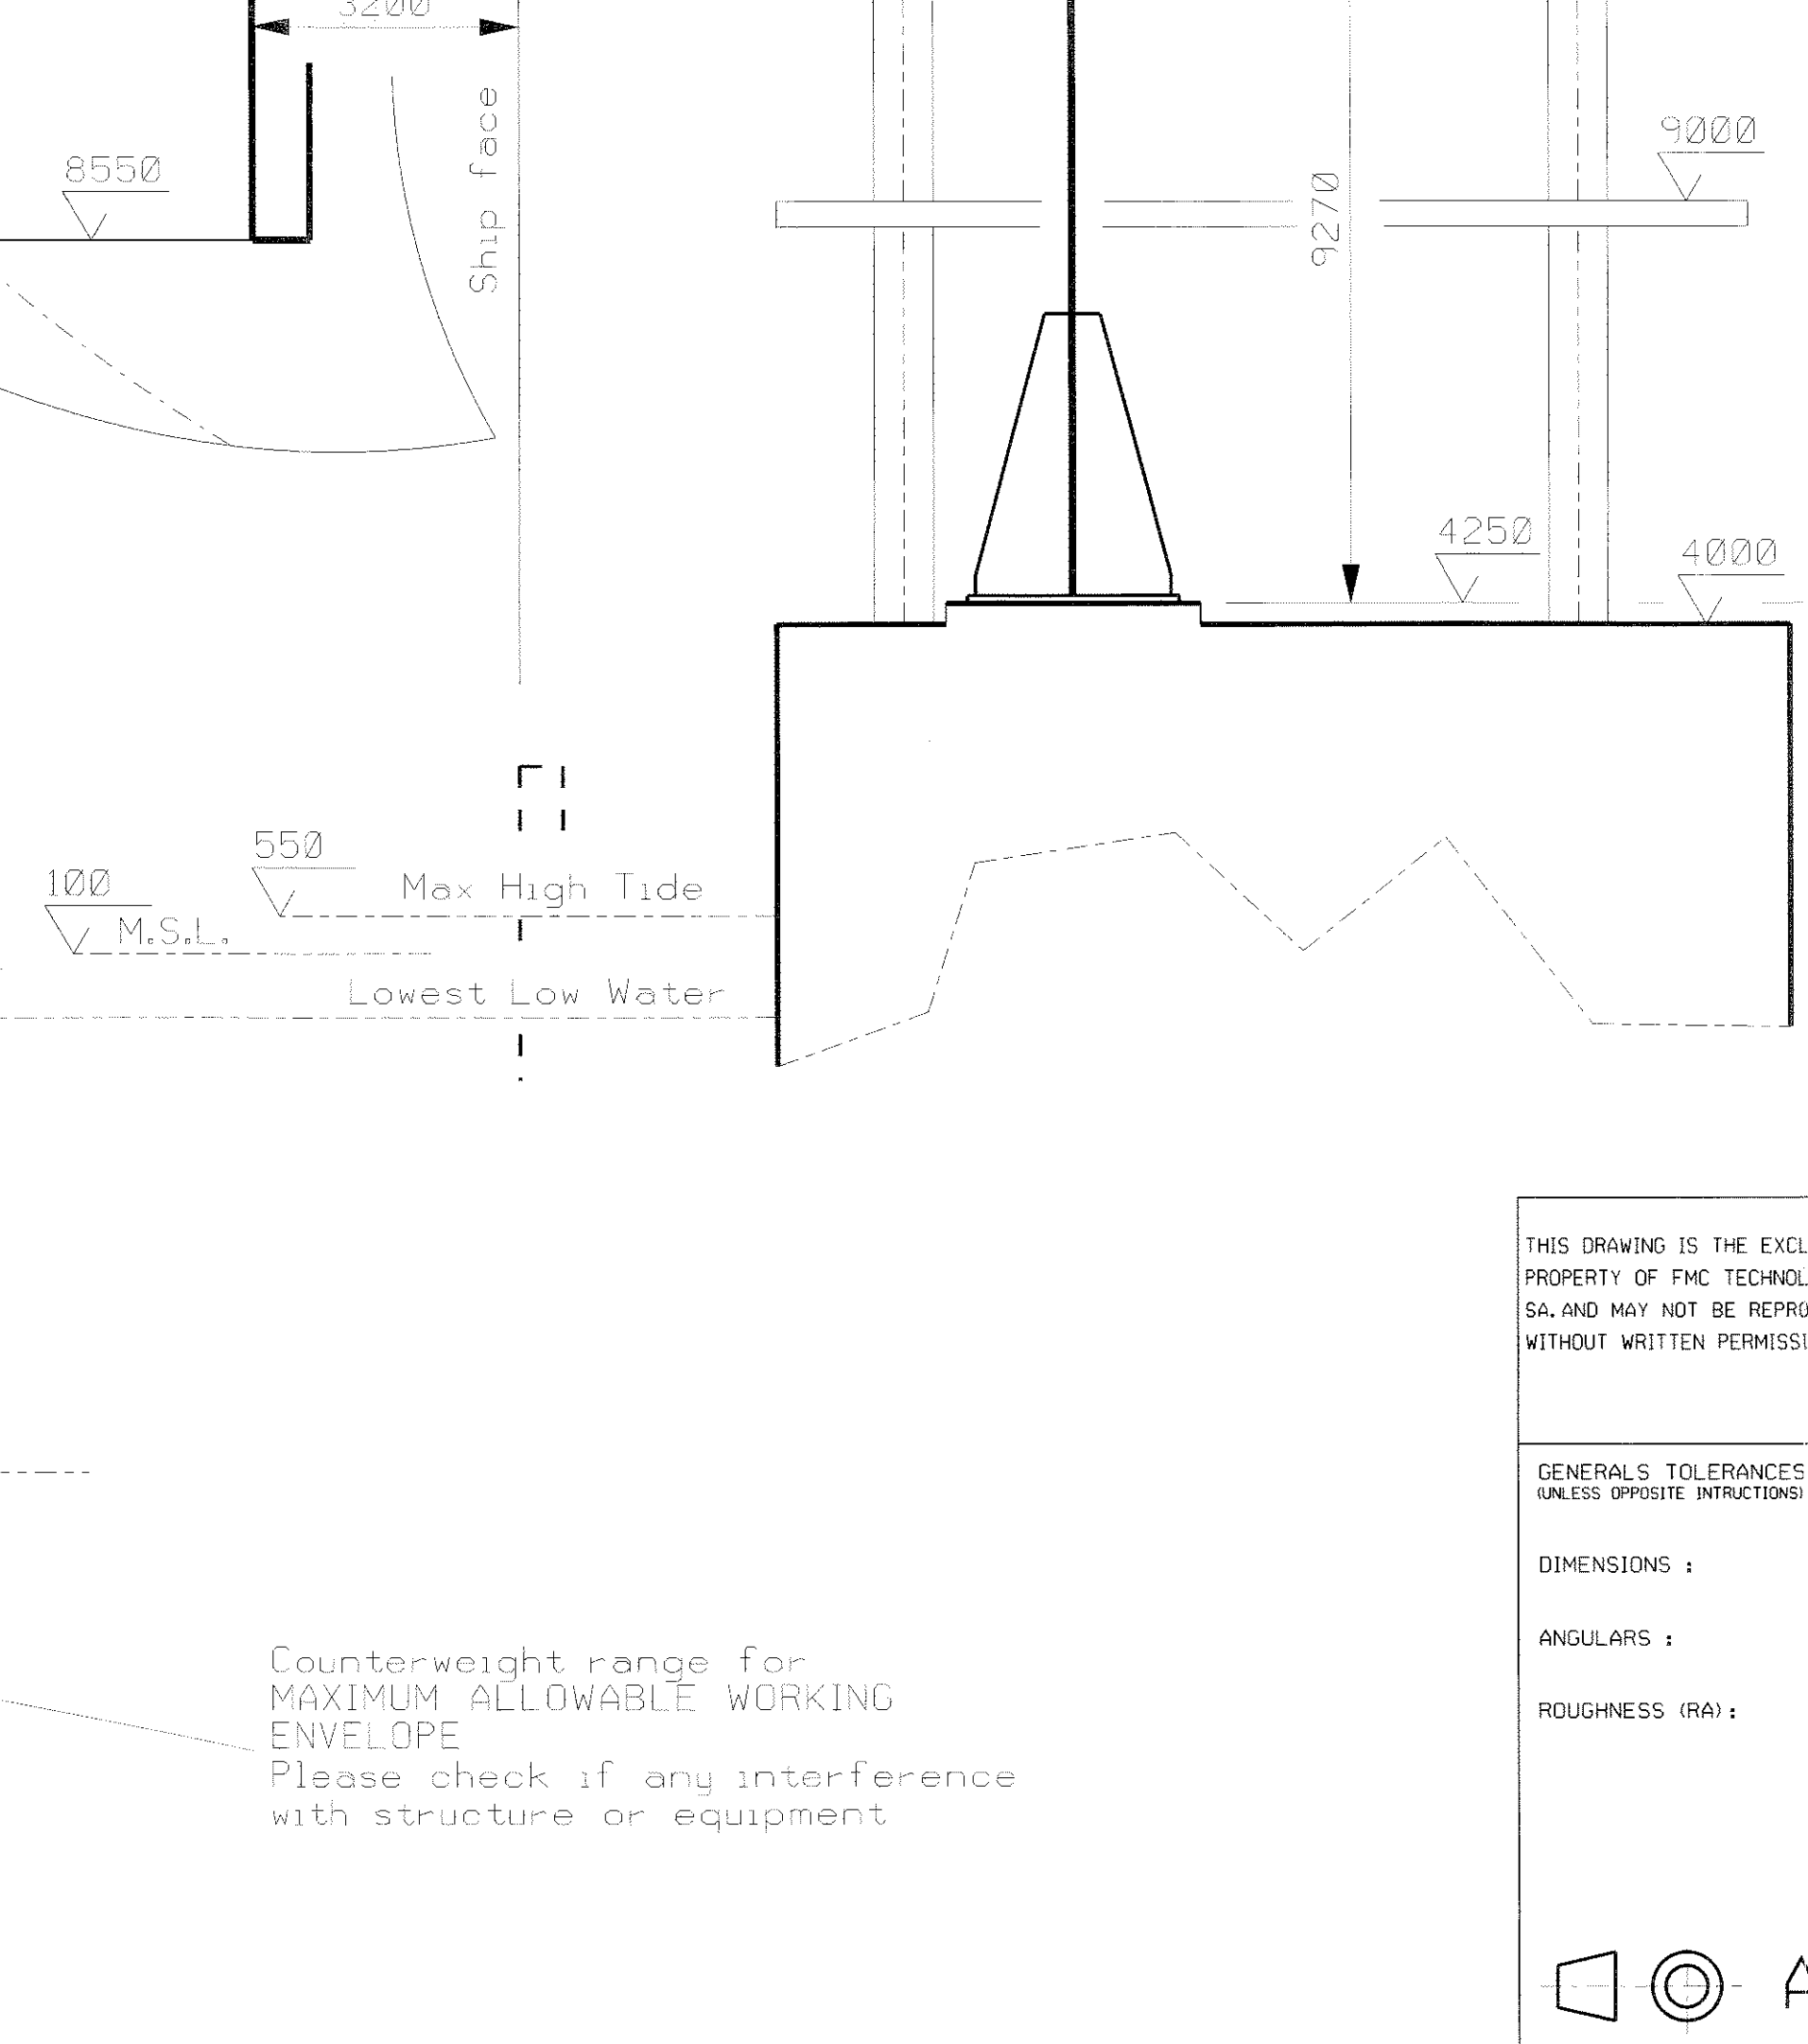 3200
Ship face
8550
9000
9270
4250
4000
550
Max High Tide
100
M.S.L.
Lowest Low Water
THIS DRAWING IS THE EXCL
PROPERTY OF FMC TECHNOL
SA.AND MAY NOT BE REPRO
WITHOUT WRITTEN PERMISSI
GENERALS TOLERANCES
(UNLESS OPPOSITE INTRUCTIONS)
DIMENSIONS :
ANGULARS :
ROUGHNESS (RA):
Counterweight range for
MAXIMUM ALLOWABLE WORKING
ENVELOPE
Please check if any interference
with structure or equipment